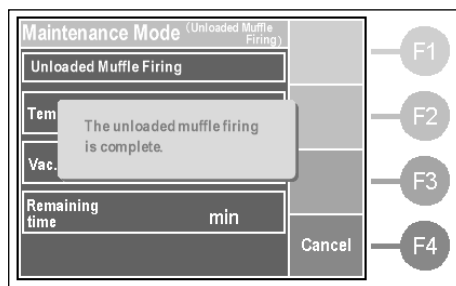 Maintenance Mode (Unloaded Muffle Firing)
Unloaded Muffle Firing
Tem
The unloaded muffle firing
is complete.
Vac.
Remaining
time min
Cancel
F1
F2
F3
F4